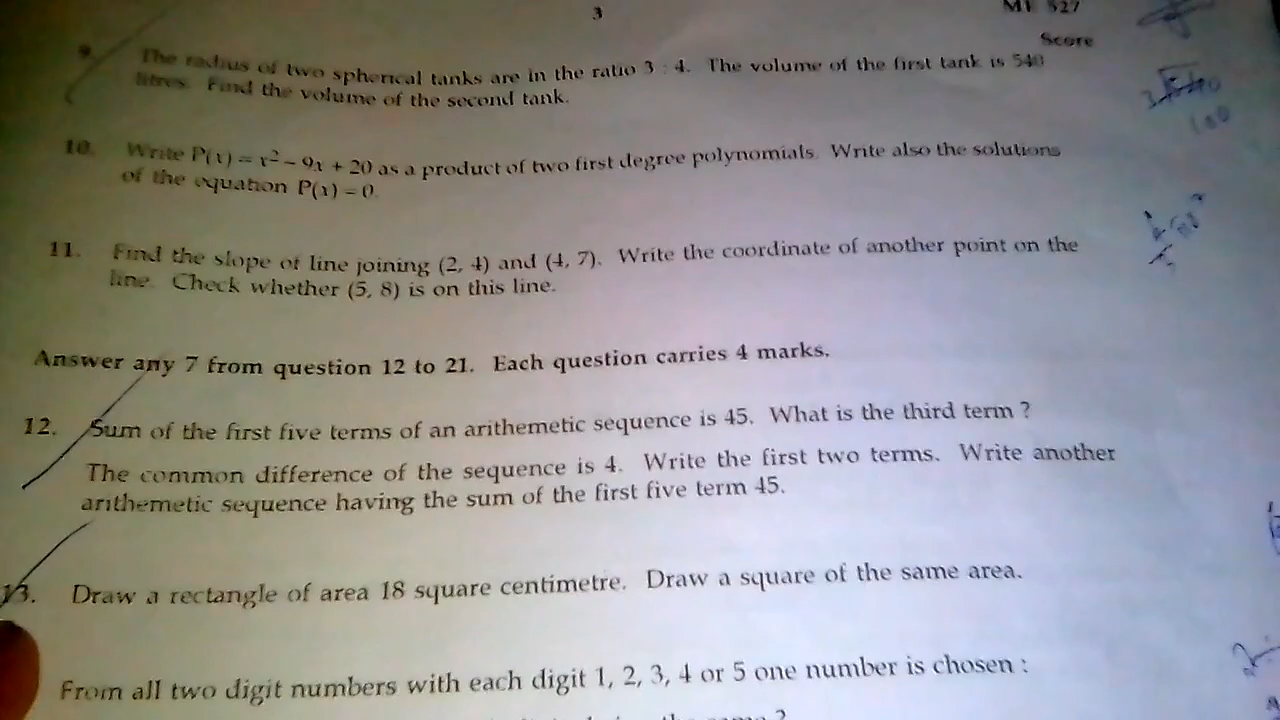 3
MI 527
Score
9. The radius of two spherical tanks are in the ratio 3 : 4. The volume of the first tank is 540
litres. Find the volume of the second tank.
10. Write P(x) = x² – 9x + 20 as a product of two first degree polynomials. Write also the solutions
of the equation P(x) = 0.
11. Find the slope of line joining (2, 4) and (4, 7). Write the coordinate of another point on the
line. Check whether (5, 8) is on this line.
Answer any 7 from question 12 to 21. Each question carries 4 marks.
12. Sum of the first five terms of an arithemetic sequence is 45. What is the third term ?
The common difference of the sequence is 4. Write the first two terms. Write another
arithemetic sequence having the sum of the first five term 45.
13. Draw a rectangle of area 18 square centimetre. Draw a square of the same area.
From all two digit numbers with each digit 1, 2, 3, 4 or 5 one number is chosen :